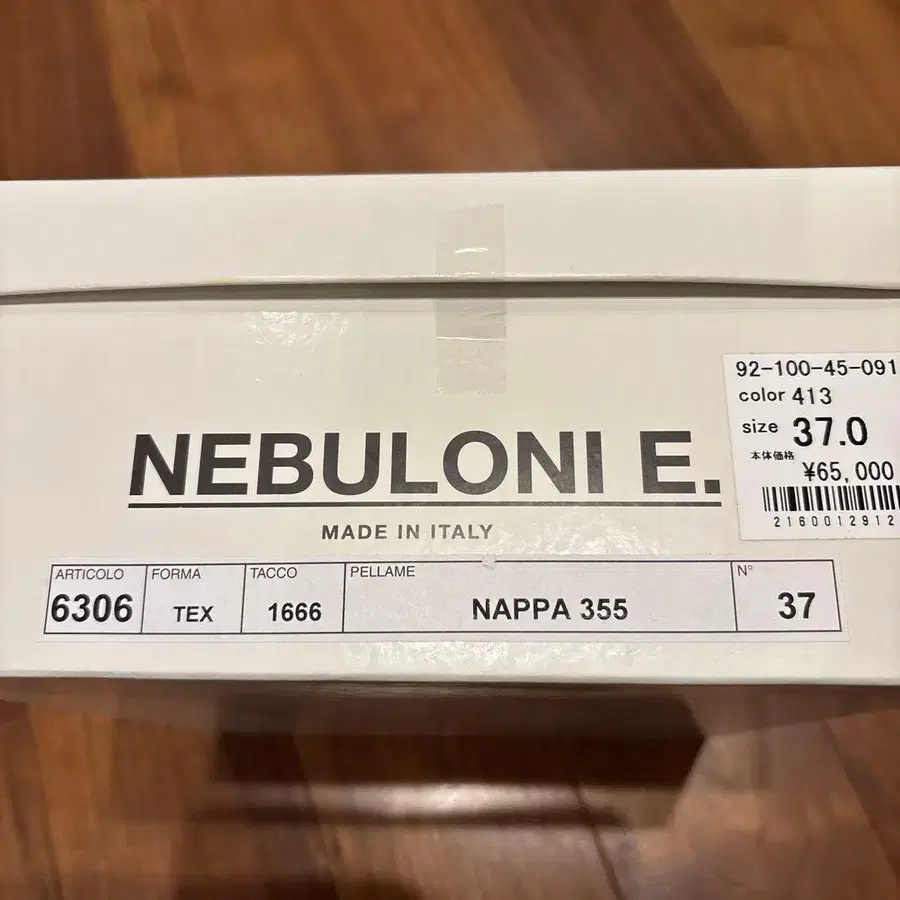 92-100-45-091
color 413
size 37.0
本体価格
¥65,000
2160012912
NEBULONI E.
MADE IN ITALY
ARTICOLO FORMA TACCO PELLAME N°
6306 TEX 1666 NAPPA 355 37